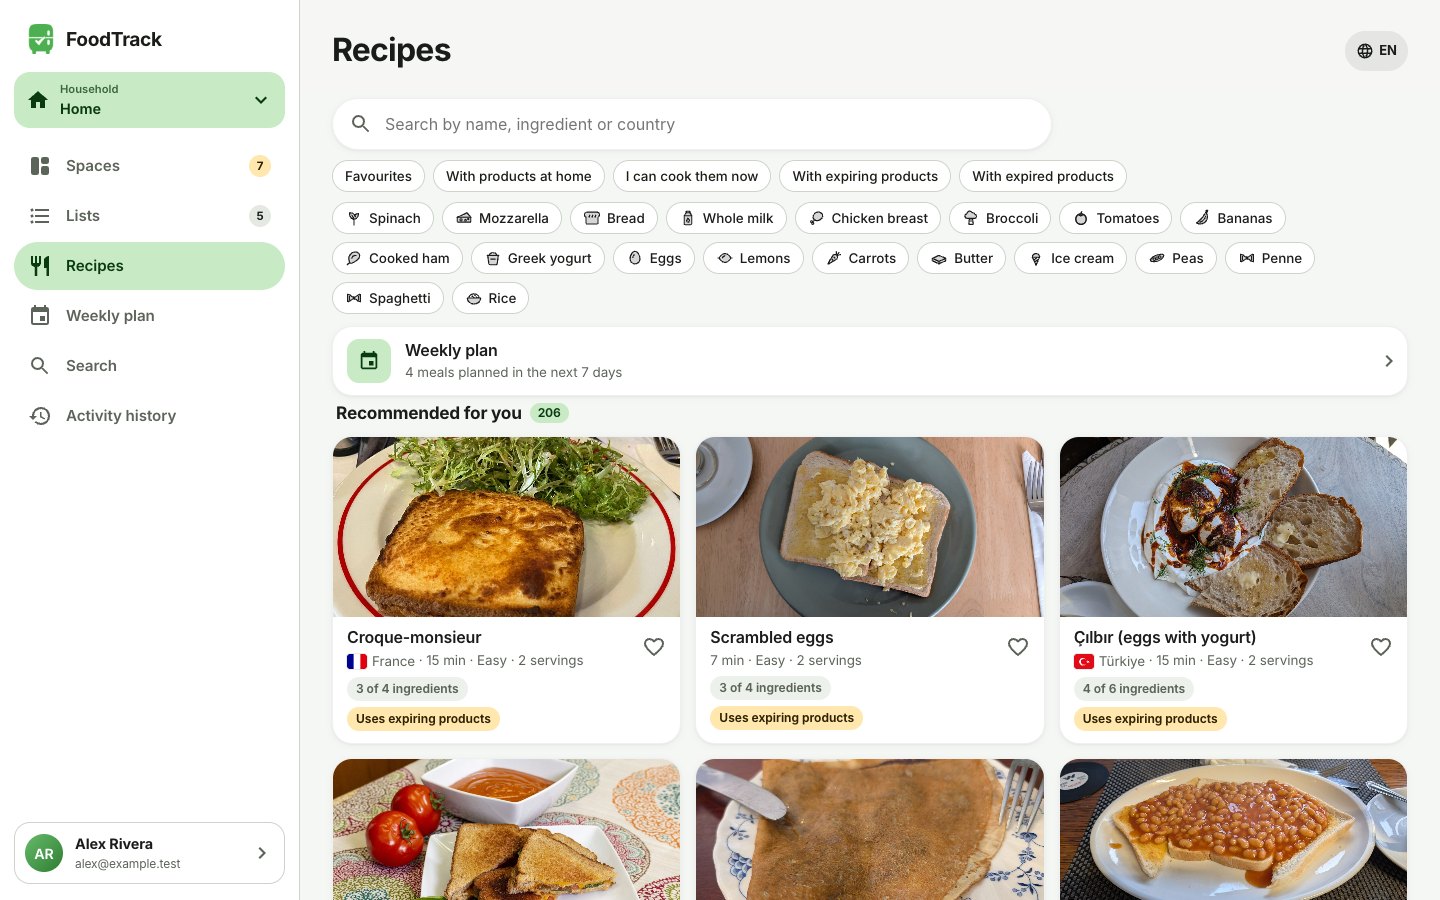 FoodTrack
Household
Home
Spaces 7
Lists 5
Recipes
Weekly plan
Search
Activity history
AR
Alex Rivera
alex@example.test
Recipes
EN
Search by name, ingredient or country
Favourites With products at home I can cook them now With expiring products With expired products
Spinach Mozzarella Bread Whole milk Chicken breast Broccoli Tomatoes Bananas
Cooked ham Greek yogurt Eggs Lemons Carrots Butter Ice cream Peas Penne
Spaghetti Rice
Weekly plan
4 meals planned in the next 7 days
Recommended for you 206
Croque-monsieur
France · 15 min · Easy · 2 servings
3 of 4 ingredients
Uses expiring products
Scrambled eggs
7 min · Easy · 2 servings
3 of 4 ingredients
Uses expiring products
Çılbır (eggs with yogurt)
Türkiye · 15 min · Easy · 2 servings
4 of 6 ingredients
Uses expiring products